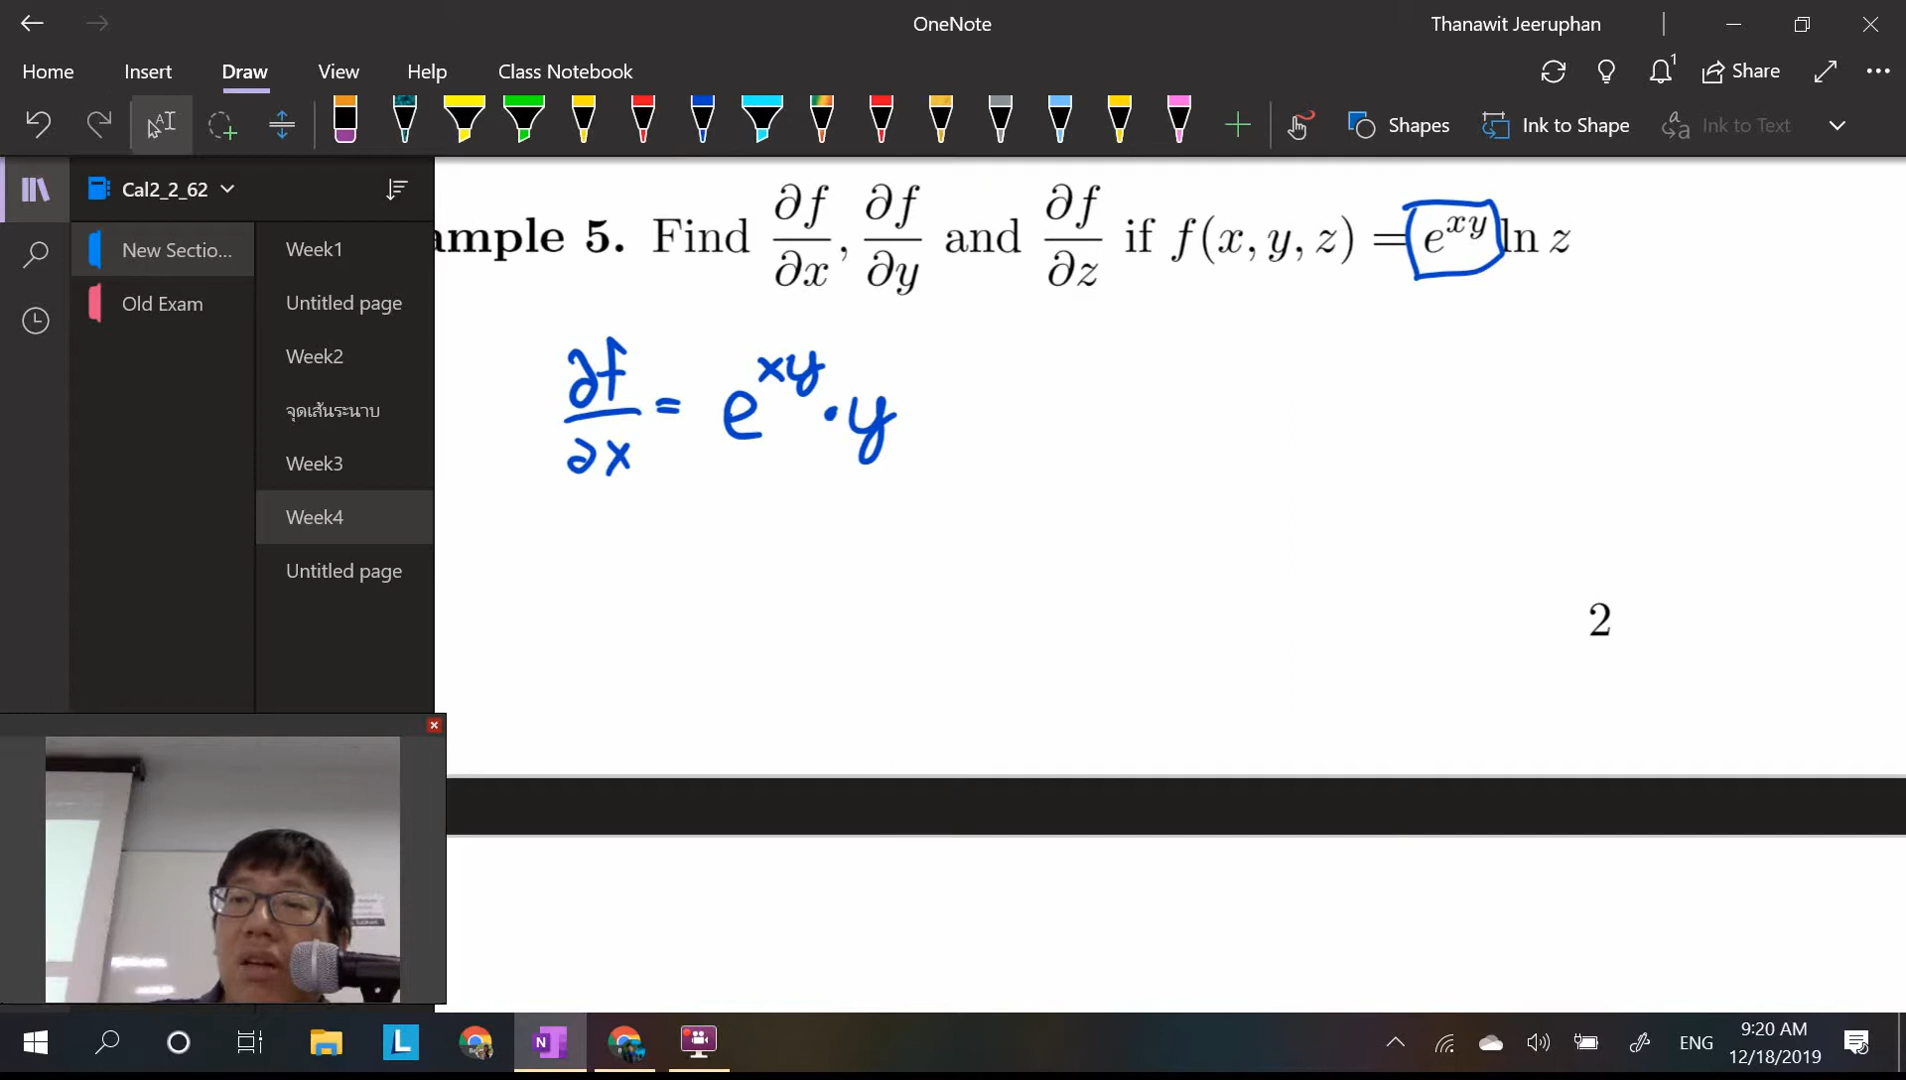 OneNote
Thanawit Jeeruphan
Home Insert Draw View Help Class Notebook
1
Share
Shapes
Ink to Shape
Ink to Text
Cal2_2_62
New Sectio...
Old Exam
Week1
Untitled page
Week2
จุดเส้นระนาบ
Week3
Week4
Untitled page
ample 5. Find ∂f/∂x, ∂f/∂y and ∂f/∂z if f(x, y, z) = e^{xy} ln z
∂f/∂x = e^{xy} · y
2
ENG
9:20 AM
12/18/2019